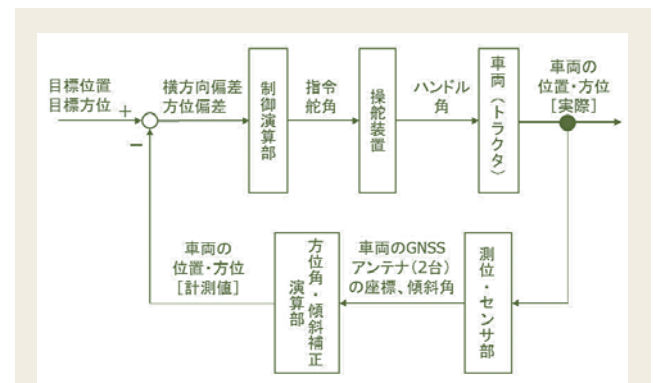 目標位置
目標方位
+
−
横方向偏差
方位偏差
制御演算部
指令
舵角
操舵装置
ハンドル
角
車両（トラクタ）
車両の
位置・方位
[実際]
車両の
位置・方位
[計測値]
方位角・傾斜補正
演算部
車両のGNSS
アンテナ（2台）
の座標、傾斜角
測位・センサ部